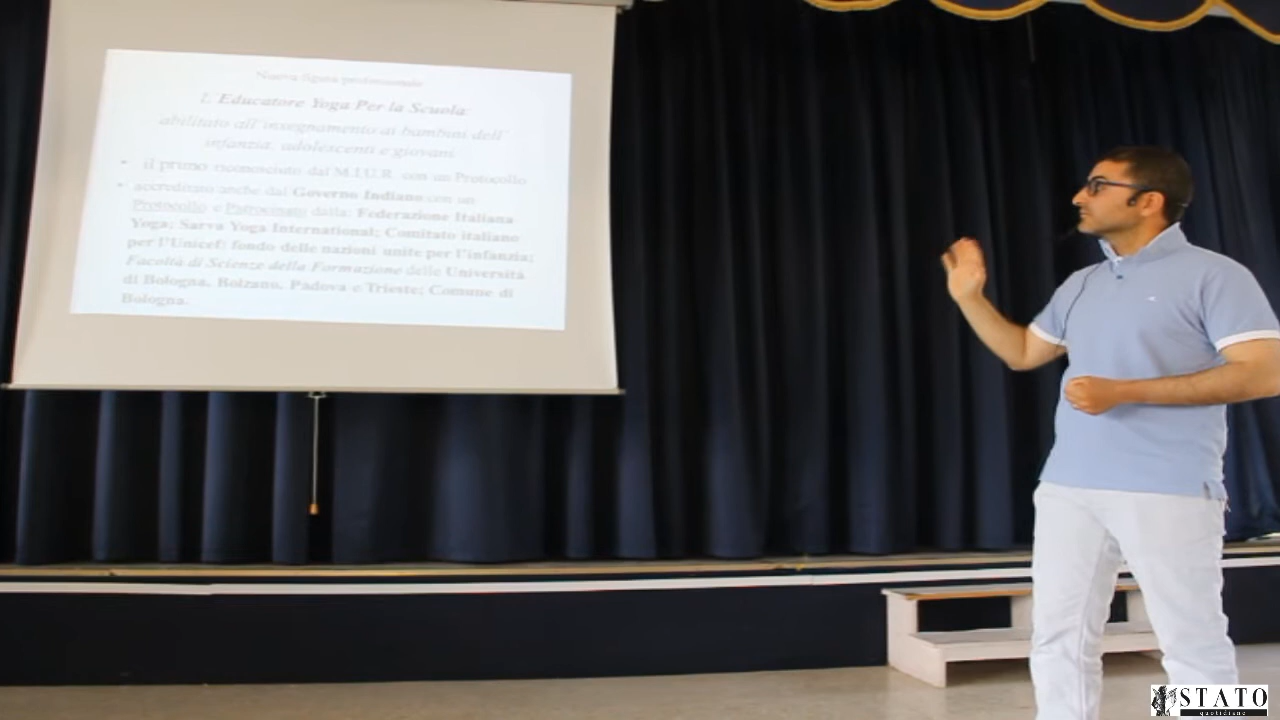 Nuova figura professionale
L' Educatore Yoga Per la Scuola:
abilitato all'insegnamento ai bambini dell'
infanzia, adolescenti e giovani.
• il primo riconosciuto dal M.I.U.R. con un Protocollo
• accreditato anche dal Governo Indiano con un
Protocollo e Patrocinato dalla: Federazione Italiana
Yoga; Sarva Yoga International; Comitato italiano
per l'Unicef: fondo delle nazioni unite per l'infanzia;
Facoltà di Scienze della Formazione delle Università
di Bologna, Bolzano, Padova e Trieste; Comune di
Bologna.
STATO
quotidiano